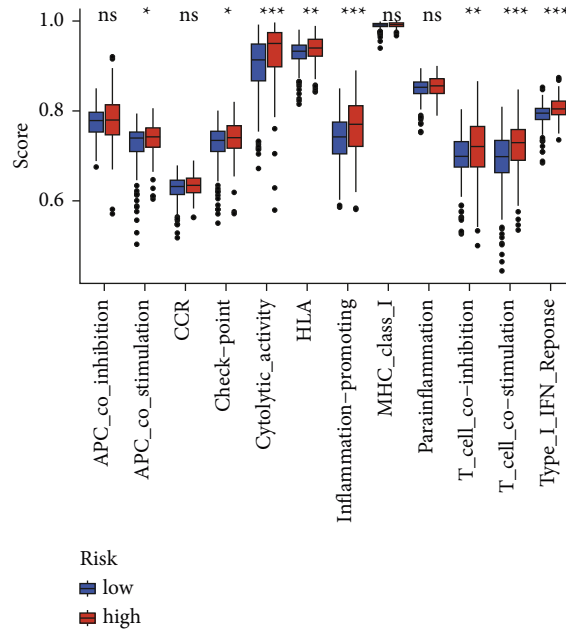 ns * ns * *** ** *** ns ns ** *** ***
1.0
0.8
0.6
Score
APC_co_inhibition
APC_co_stimulation
CCR
Check-point
Cytolytic_activity
HLA
Inflammation-promoting
MHC_class_I
Parainflammation
T_cell_co-inhibition
T_cell_co-stimulation
Type_I_IFN_Reponse
Risk
low
high